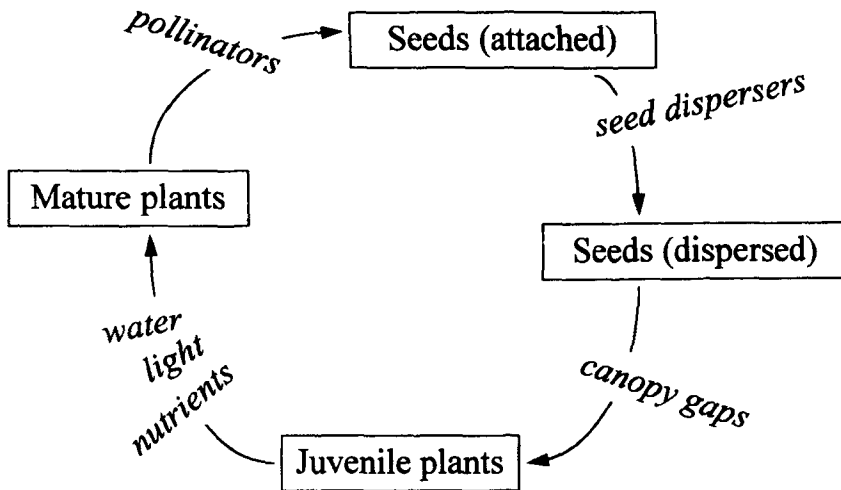 pollinators
Seeds (attached)
seed dispersers
Mature plants
Seeds (dispersed)
water
light
nutrients
canopy gaps
Juvenile plants